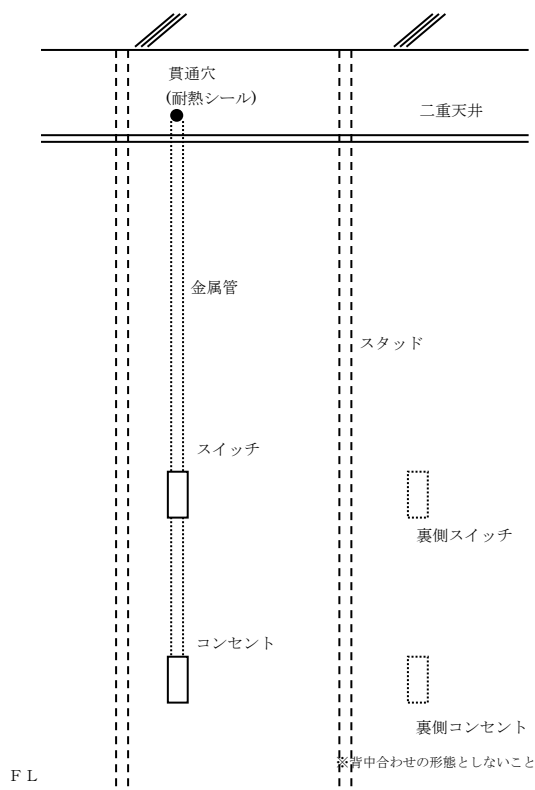 貫通穴
(耐熱シール)
二重天井
金属管
スタッド
スイッチ
裏側スイッチ
コンセント
裏側コンセント
※背中合わせの形態としないこと
ＦＬ